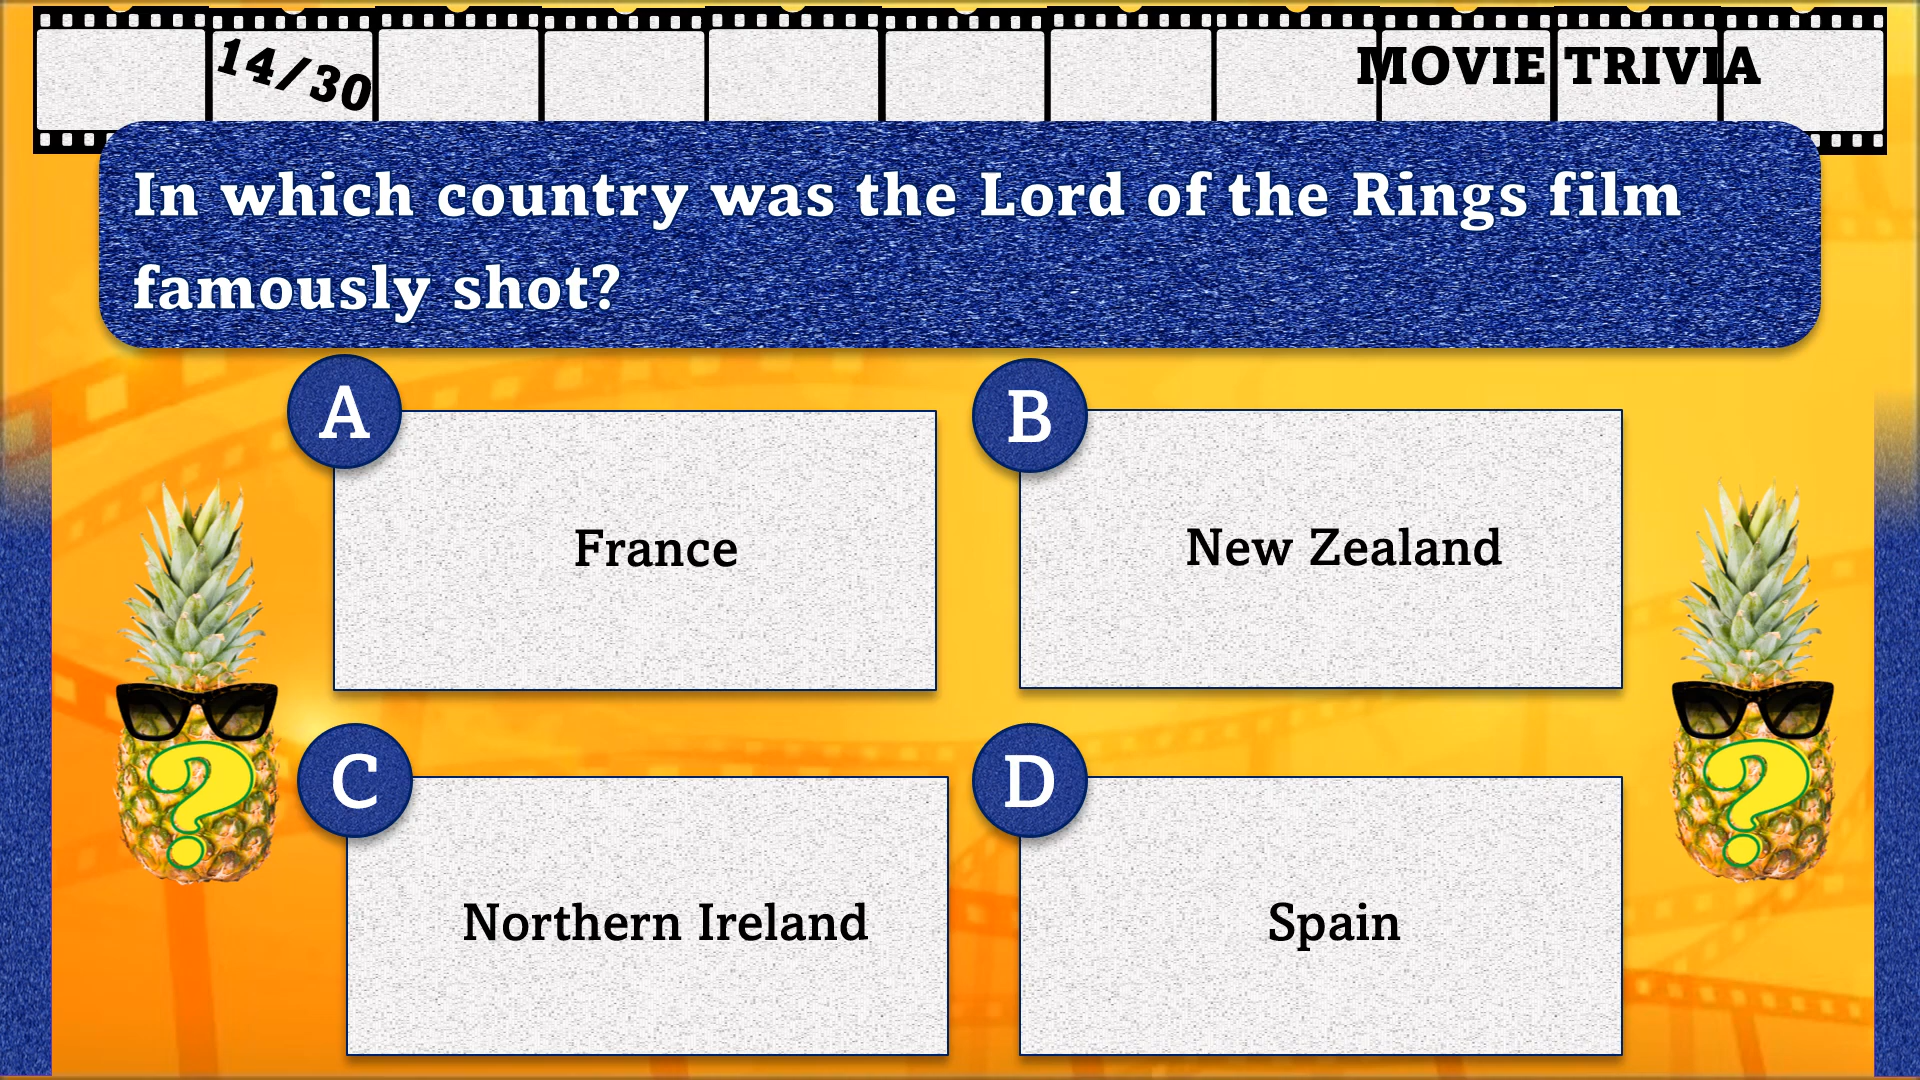 14/30
MOVIE TRIVIA
In which country was the Lord of the Rings film
famously shot?
A
France
B
New Zealand
C
Northern Ireland
D
Spain
?
?